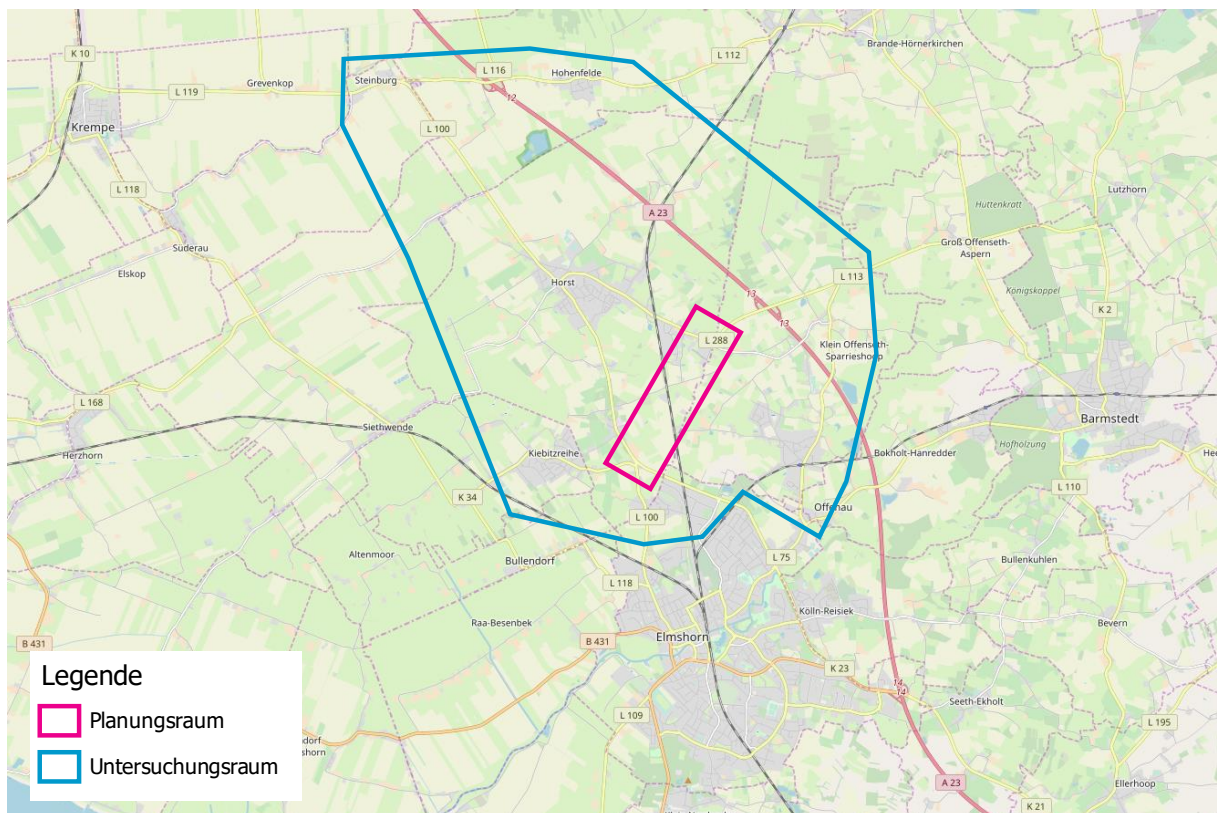 Brande-Hörnerkirchen
K 10
L 112
L 116
Hohenfelde
Steinburg
Grevenkop
L 119
12
Krempe
L 100
L 118
Lutzhorn
Huttenkratt
A 23
Süderau
Groß Offenseth-
Aspern
Elskop
L 113
Horst
Königskoppel
13
13
K 2
L 288
Klein Offenseth-
Sparrieshoop
L 168
Barmstedt
Siethwende
Herzhorn
Kiebitzreihe
Bokholt-Hanredder
Hofholzung
L 110
K 34
Offenau
L 100
Altenmoor
Bullendorf
L 75
Bullenkuhlen
L 118
Kölln-Reisiek
Raa-Besenbek
Bevern
B 431
B 431
Elmshorn
K 23
14
14
Seeth-Ekholt
L 109
L 195
A 23
Ellerhoop
K 21
Legende
Planungsraum
Untersuchungsraum